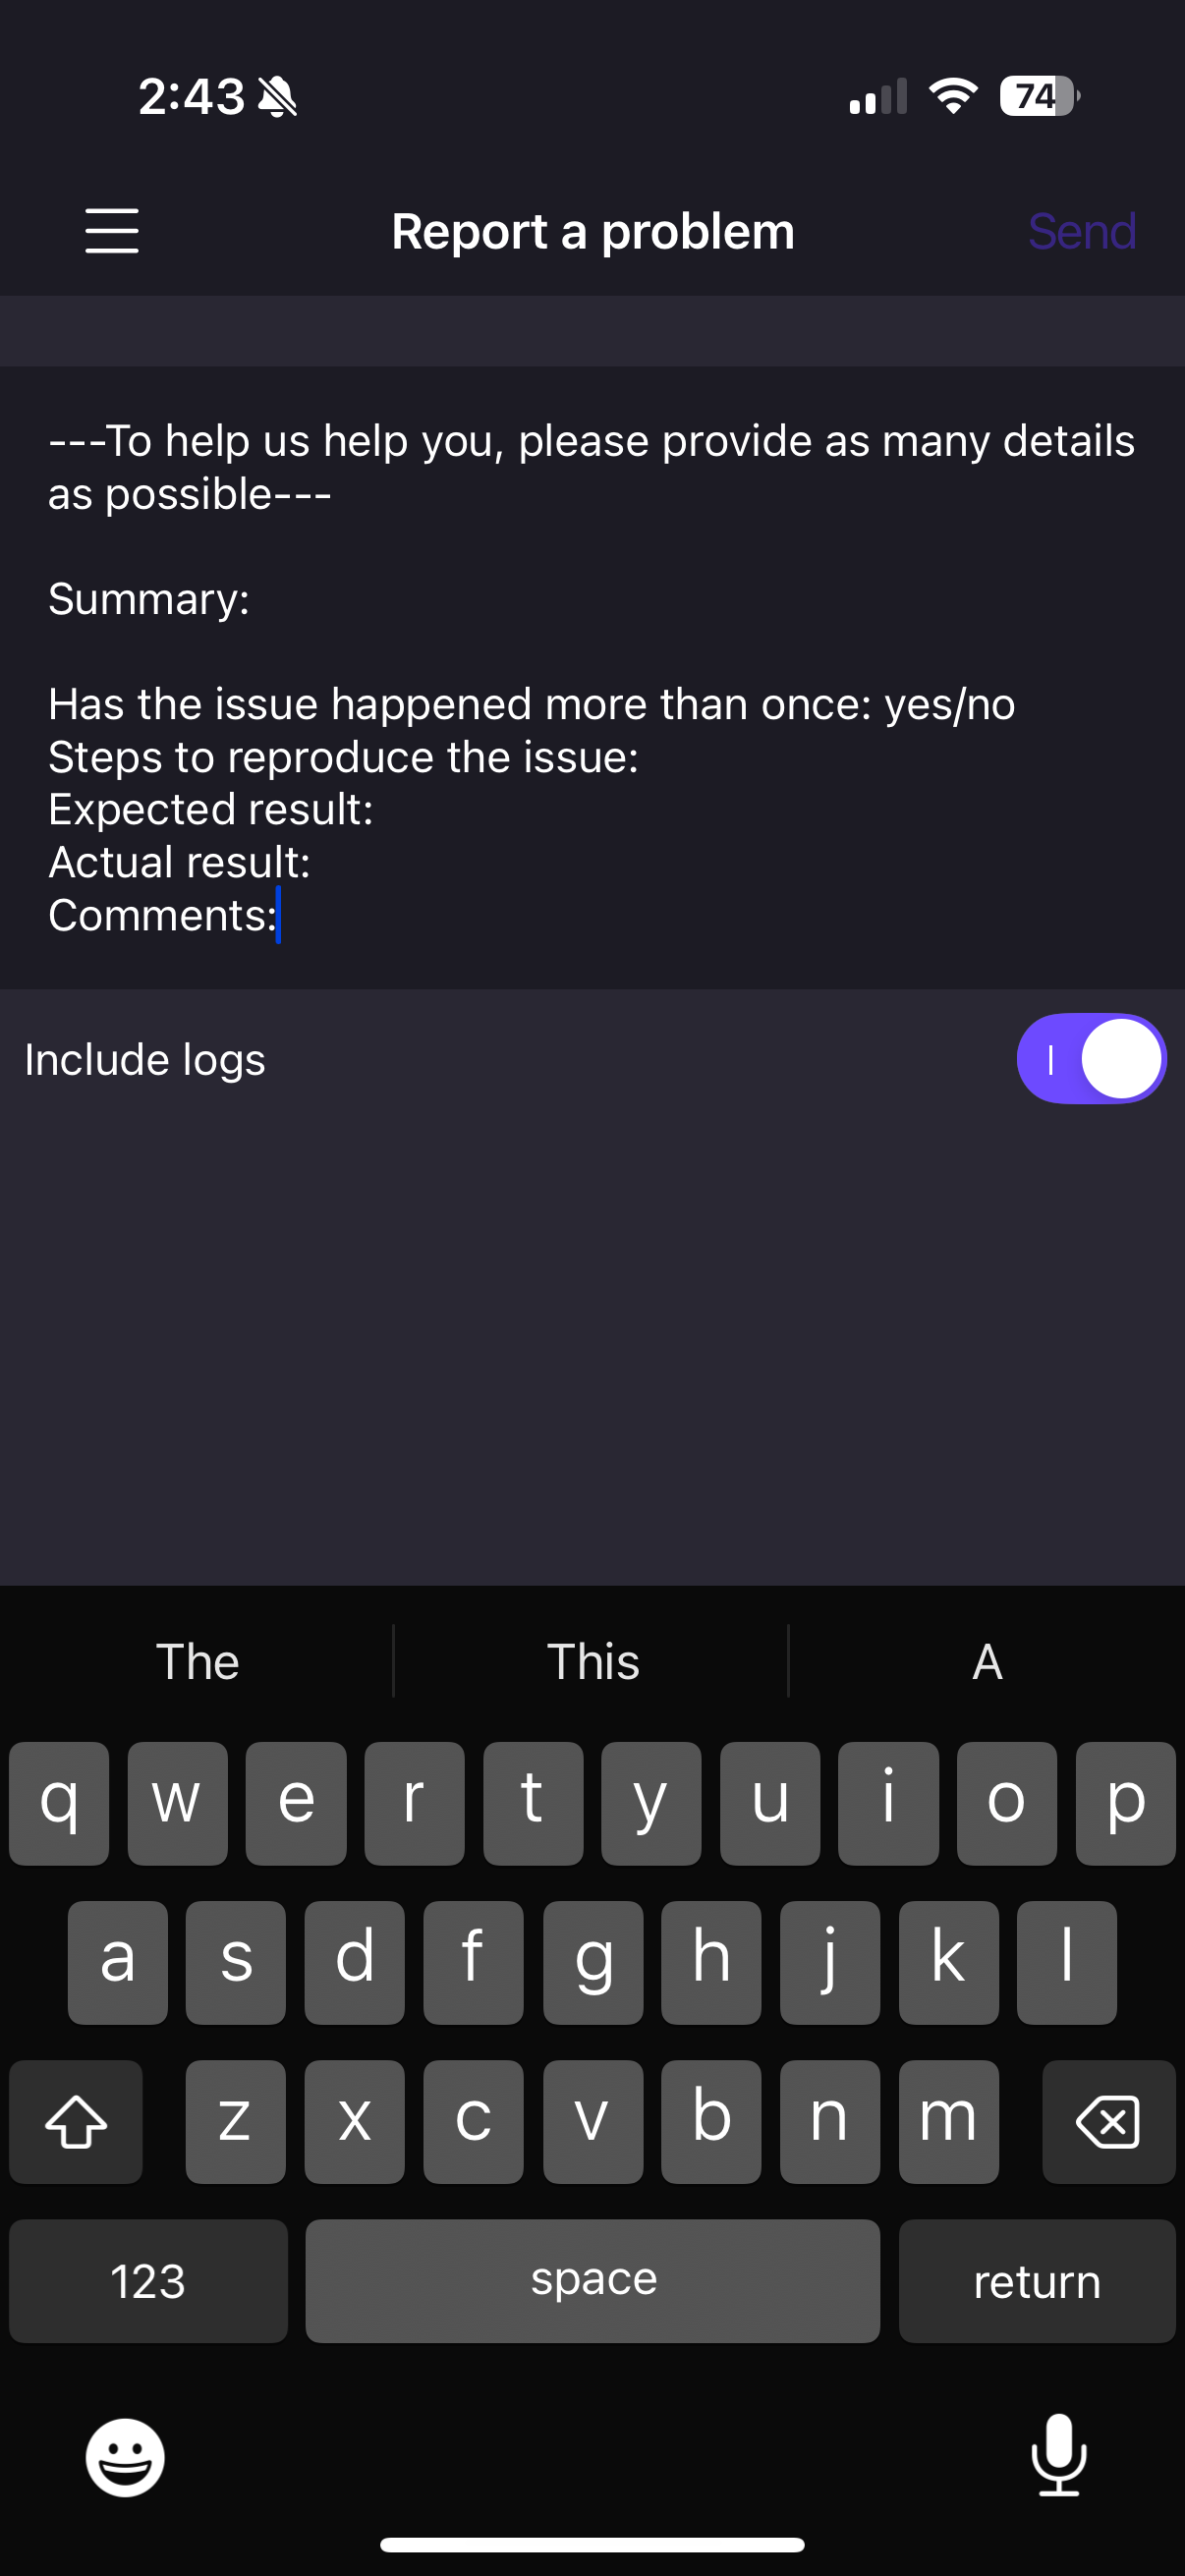 2:43
74
Report a problem
Send
---To help us help you, please provide as many details
as possible---
Summary:
Has the issue happened more than once: yes/no
Steps to reproduce the issue:
Expected result:
Actual result:
Comments:
Include logs
The This A
q w e r t y u i o p
a s d f g h j k l
z x c v b n m
123 space return